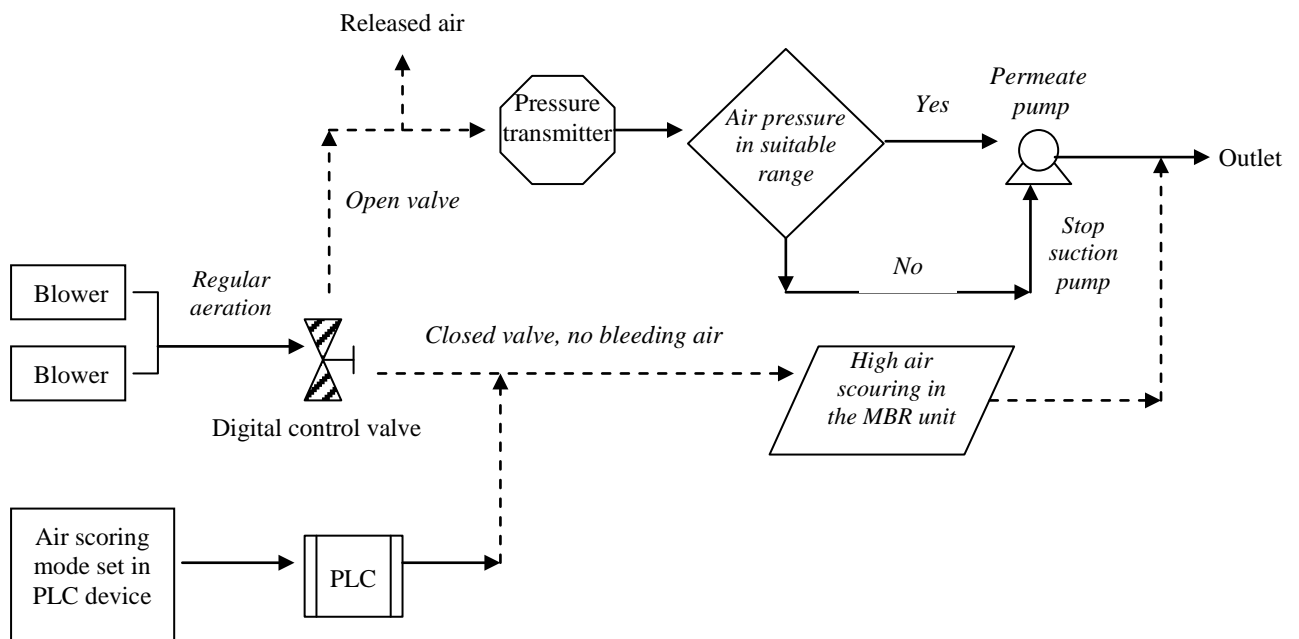 Released air
Pressure
transmitter
Air pressure
in suitable
range
Yes
Permeate
pump
Outlet
Open valve
No
Stop
suction
pump
Blower
Blower
Regular
aeration
Digital control valve
Closed valve, no bleeding air
High air
scouring in
the MBR unit
Air scoring
mode set in
PLC device
PLC